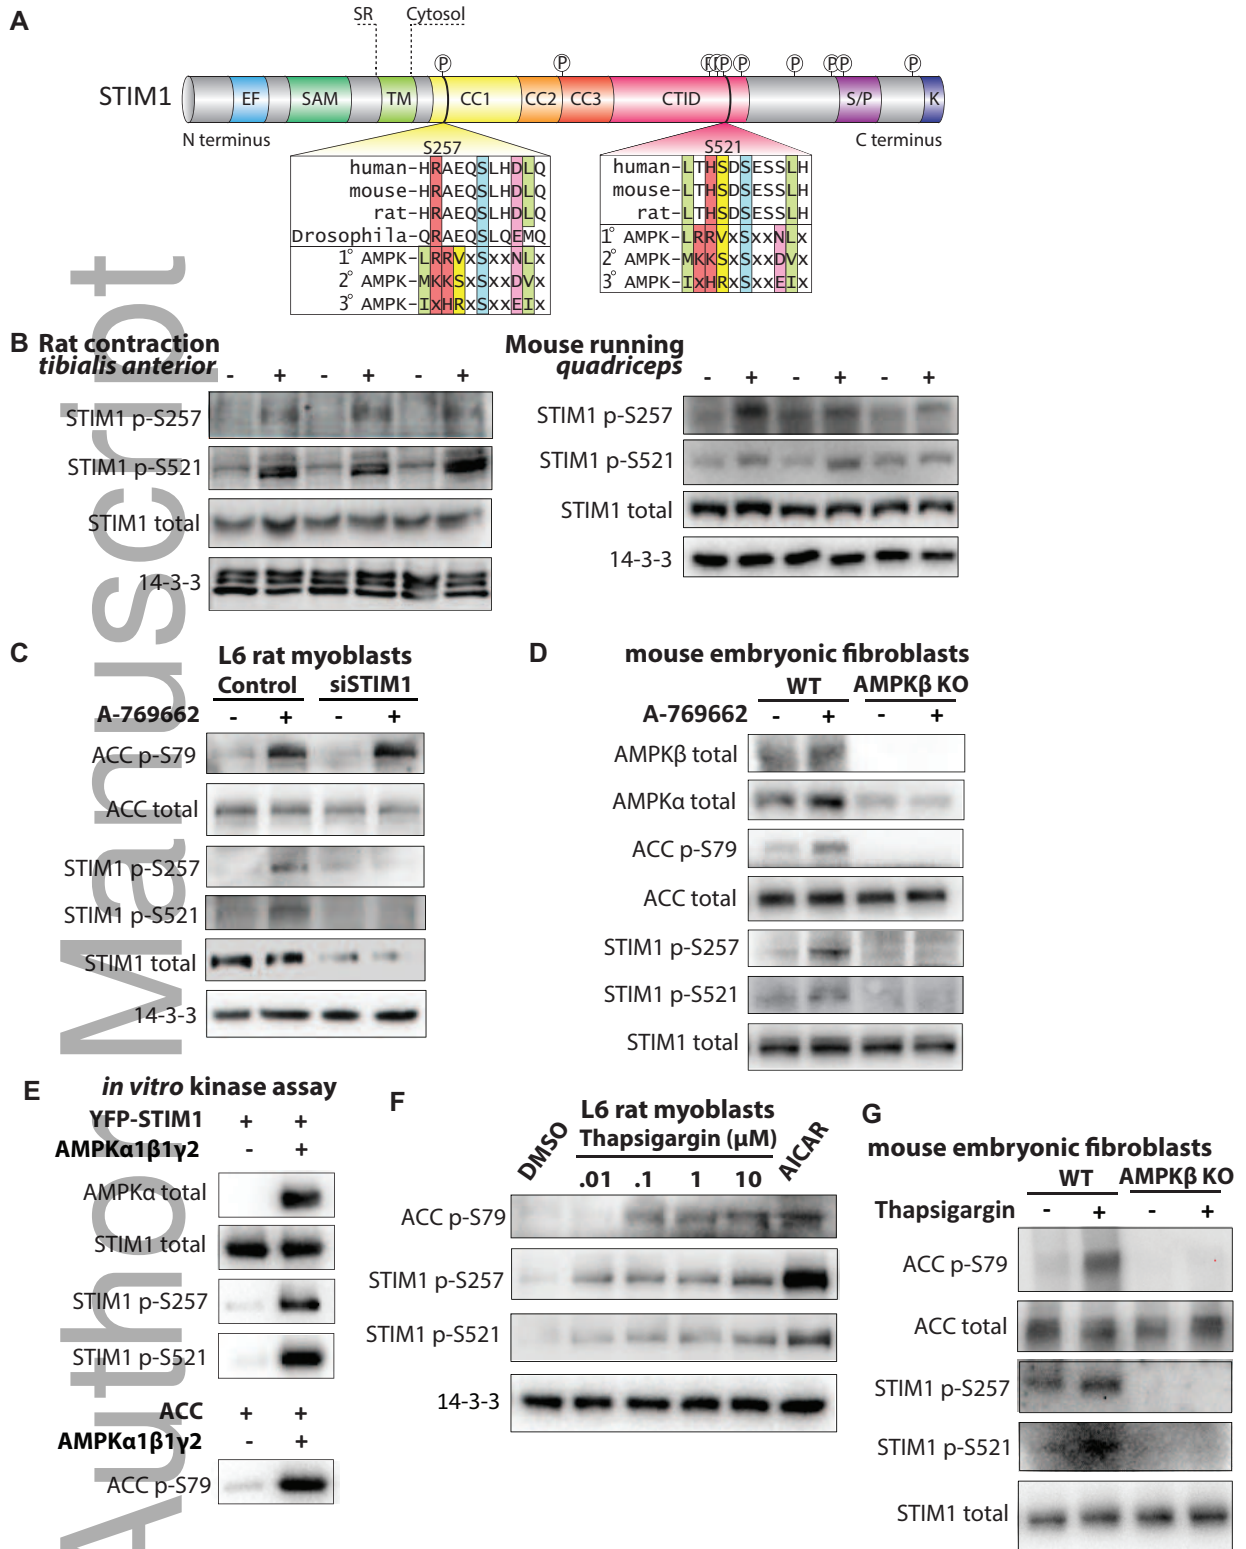 A
SR
Cytosol
P P P P P P P P P P
STIM1
EF SAM TM CC1 CC2 CC3 CTID S/P K
N terminus
C terminus
S257
human-HRAEQSLHDLQ
mouse-HRAEQSLHDLQ
rat-HRAEQSLHDLQ
Drosophila-QRAEQSLQEMQ
1° AMPK-LRRVxSxxNLx
2° AMPK-MKKSxSxxDVx
3° AMPK-IxHRxSxxEIx
S521
human-LTHSDSESSLH
mouse-LTHSDSESSLH
rat-LTHSDSESSLH
1° AMPK-LRRVxSxxNLx
2° AMPK-MKKSxSxxDVx
3° AMPK-IxHRxSxxEIx
B
Rat contraction
tibialis anterior
- + - + - +
STIM1 p-S257
STIM1 p-S521
STIM1 total
14-3-3
Mouse running
quadriceps
- + - + - +
STIM1 p-S257
STIM1 p-S521
STIM1 total
14-3-3
C
L6 rat myoblasts
Control siSTIM1
A-769662 - + - +
ACC p-S79
ACC total
STIM1 p-S257
STIM1 p-S521
STIM1 total
14-3-3
D
mouse embryonic fibroblasts
WT AMPKβ KO
A-769662 - + - +
AMPKβ total
AMPKα total
ACC p-S79
ACC total
STIM1 p-S257
STIM1 p-S521
STIM1 total
E
in vitro kinase assay
YFP-STIM1 + +
AMPKα1β1γ2 - +
AMPKα total
STIM1 total
STIM1 p-S257
STIM1 p-S521
ACC + +
AMPKα1β1γ2 - +
ACC p-S79
F
L6 rat myoblasts
DMSO
Thapsigargin (μM)
AICAR
.01 .1 1 10
ACC p-S79
STIM1 p-S257
STIM1 p-S521
14-3-3
G
mouse embryonic fibroblasts
WT AMPKβ KO
Thapsigargin - + - +
ACC p-S79
ACC total
STIM1 p-S257
STIM1 p-S521
STIM1 total
Author Manuscript